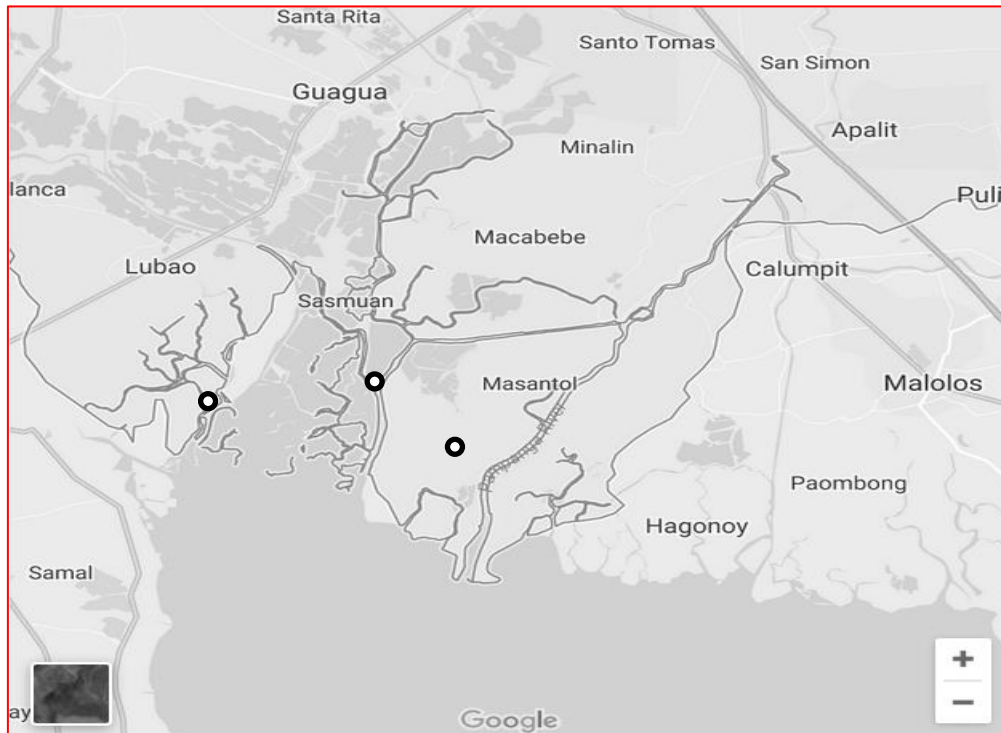 Santa Rita
Santo Tomas
San Simon
Guagua
Apalit
Minalin
lanca
Puli
Macabebe
Lubao
Calumpit
Sasmuan
Masantol
Malolos
Paombong
Hagonoy
Samal
ay
Google
+
−